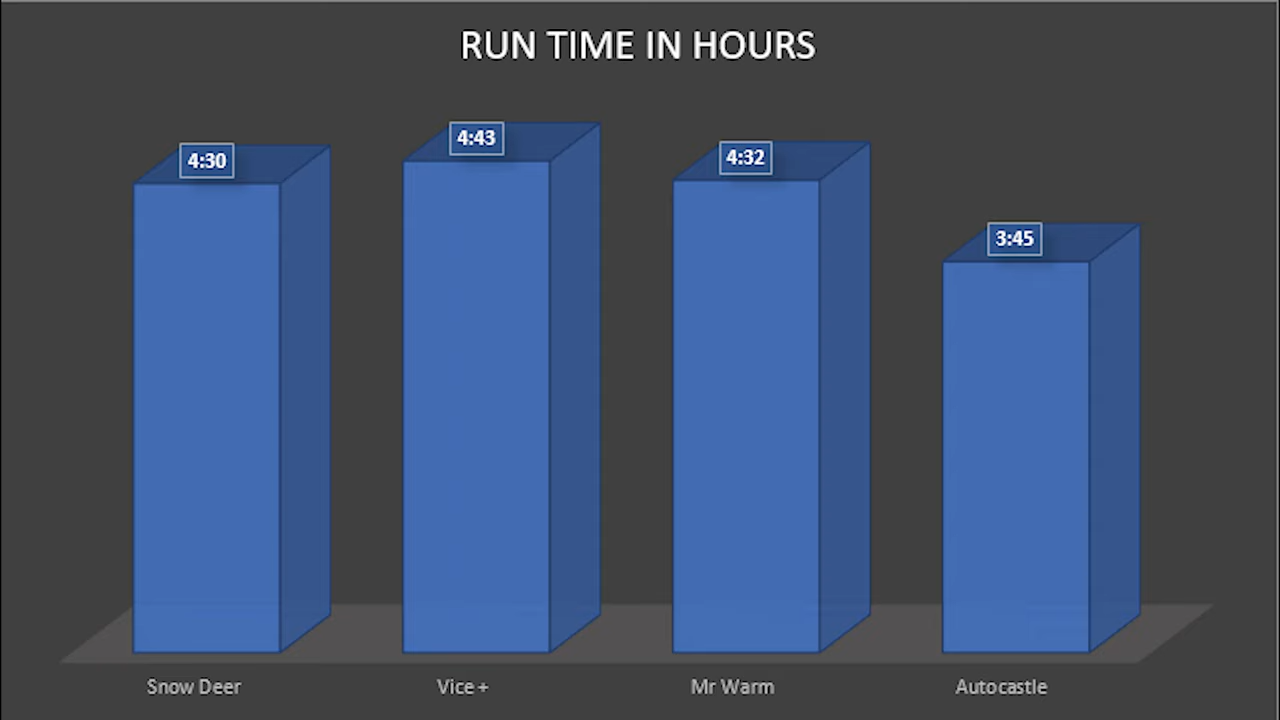 RUN TIME IN HOURS
4:30
4:43
4:32
3:45
Snow Deer
Vice +
Mr Warm
Autocastle